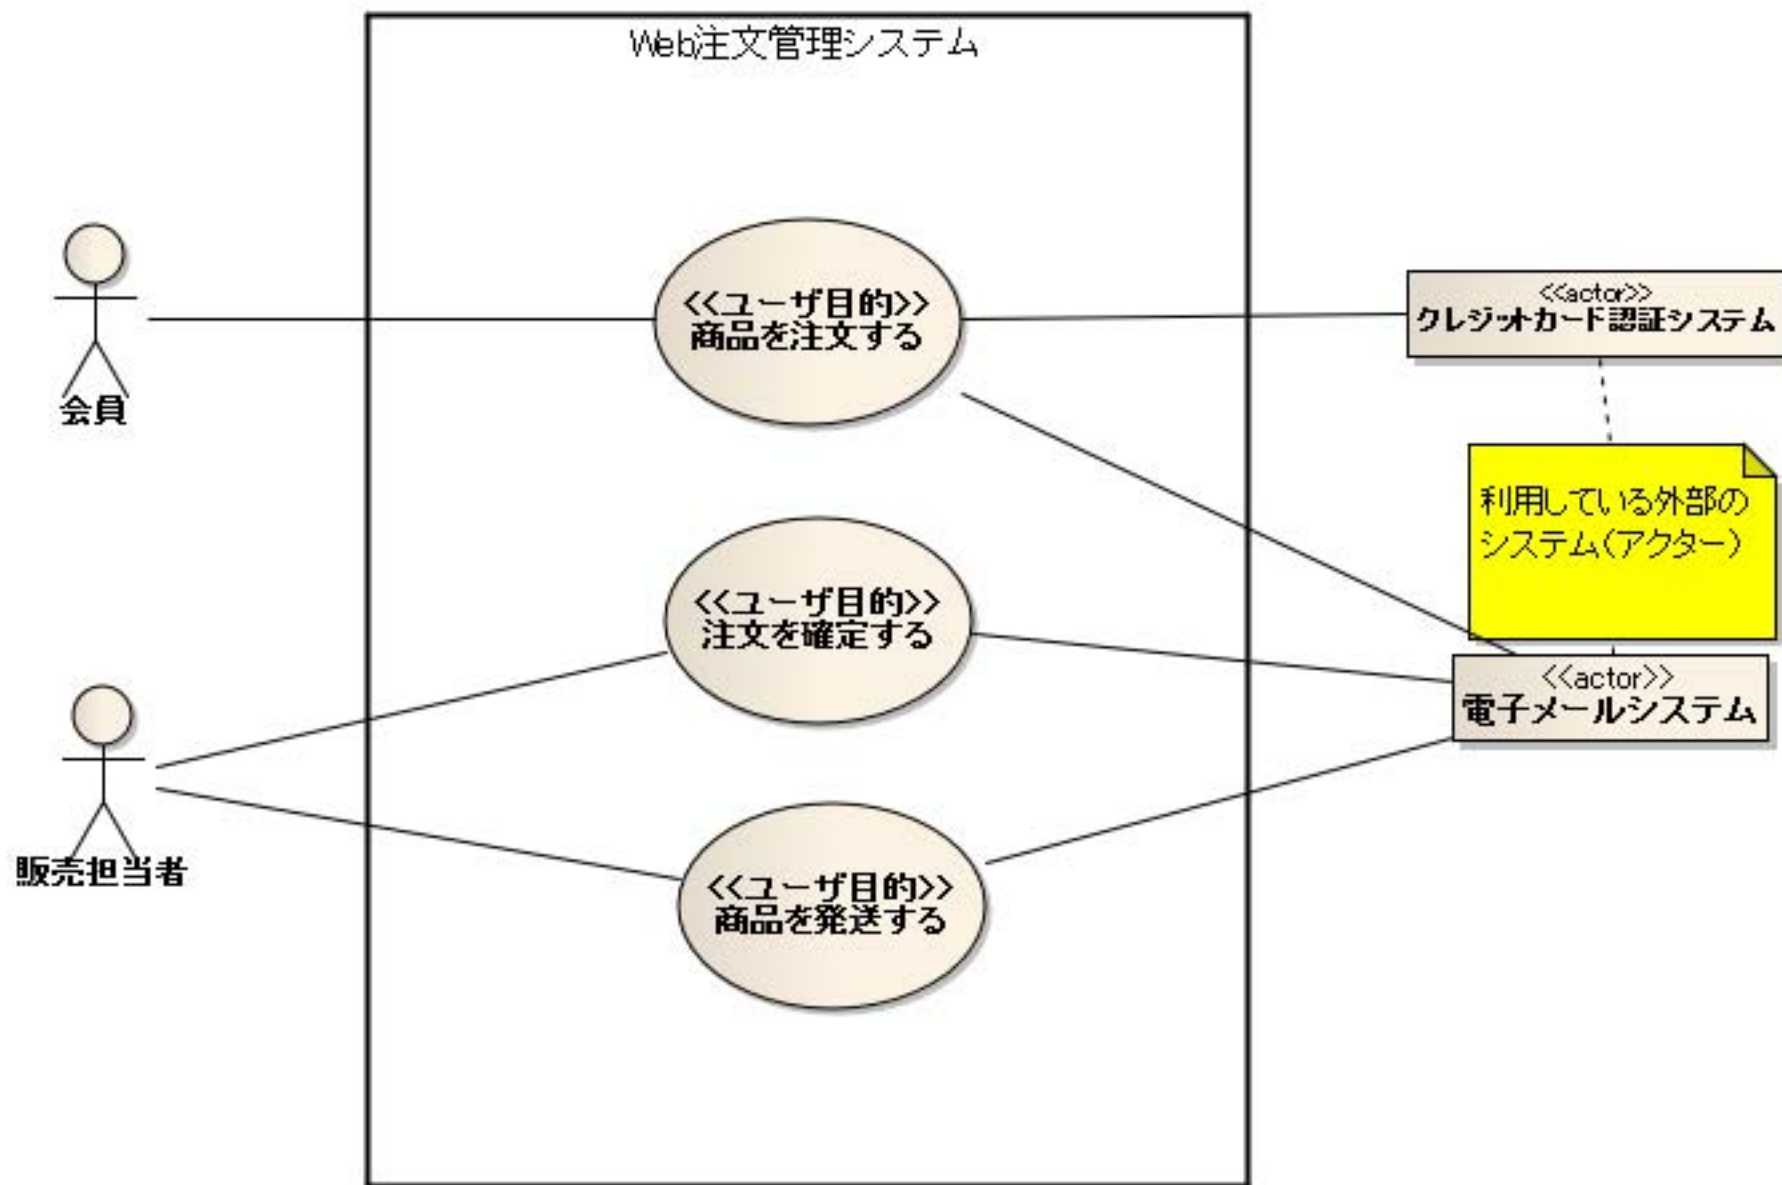 Web注文管理システム
<<ユーザ目的>>
商品を注文する
<<actor>>
クレジットカード認証システム
会員
利用している外部の
システム(アクター)
<<ユーザ目的>>
注文を確定する
<<actor>>
電子メールシステム
販売担当者
<<ユーザ目的>>
商品を発送する